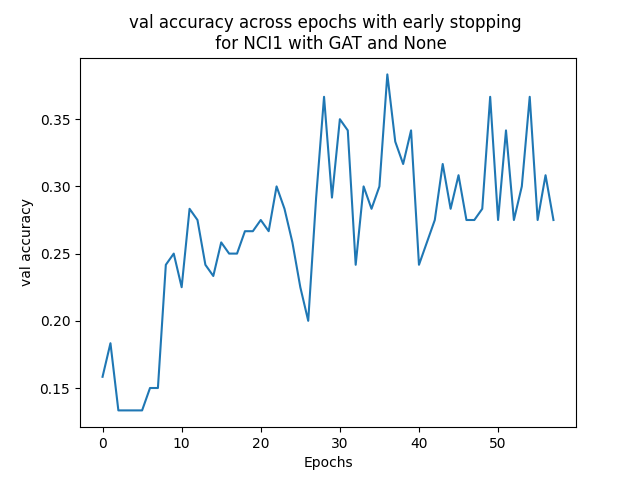 val accuracy across epochs with early stopping
for NCI1 with GAT and None
val accuracy
0.35
0.30
0.25
0.20
0.15
0 10 20 30 40 50
Epochs